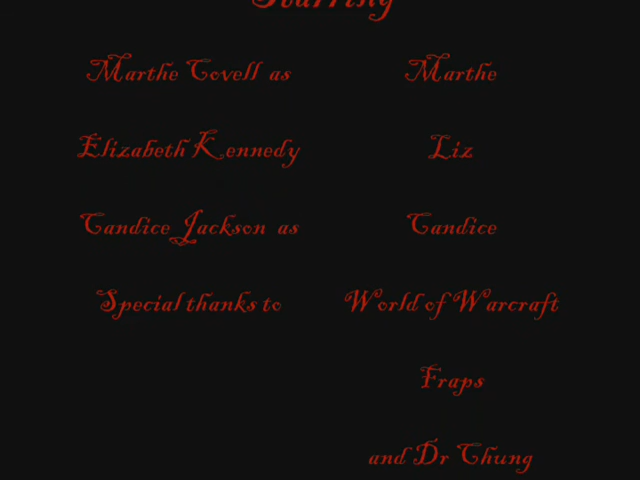 Starring
Marthe Covell as Marthe
Elizabeth Kennedy Liz
Candice Jackson as Candice
Special thanks to World of Warcraft
Fraps
and Dr Chung